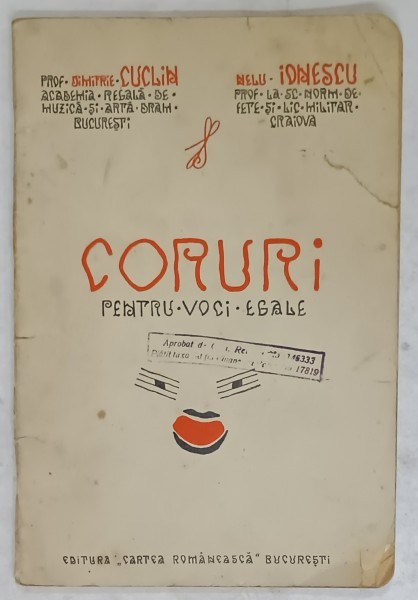 PROF · DIMITRIE · CUCLIN
ACADEMIA · REGALĂ · DE ·
MUZICĂ · ȘI · ARTĂ · DRAM ·
BUCUREȘTI
NELU · IONESCU
PROF · LA · SC · NORM · DE ·
FETE · ȘI · LIC · MILITAR ·
CRAIOVA
CORURI
PENTRU · VOCI · EGALE
Aprobat
17819
EDITURA „CARTEA ROMÂNEASCĂ" BUCUREȘTI